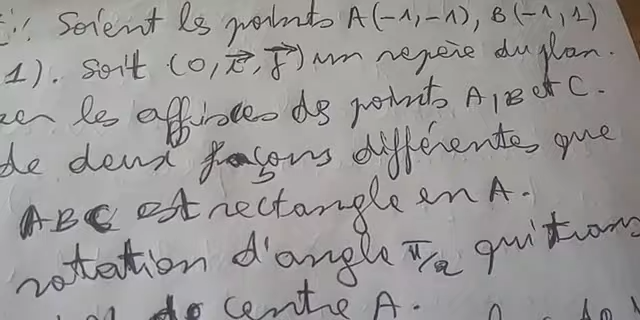 Soient les points A(-1,-1), B(-1,1)
1). Soit (O, i, j) un repère du plan.
les affixes des points A, B et C.
de deux façons différentes que
ABC est rectangle en A.
rotation d'angle π/2 qui trans
de centre A.